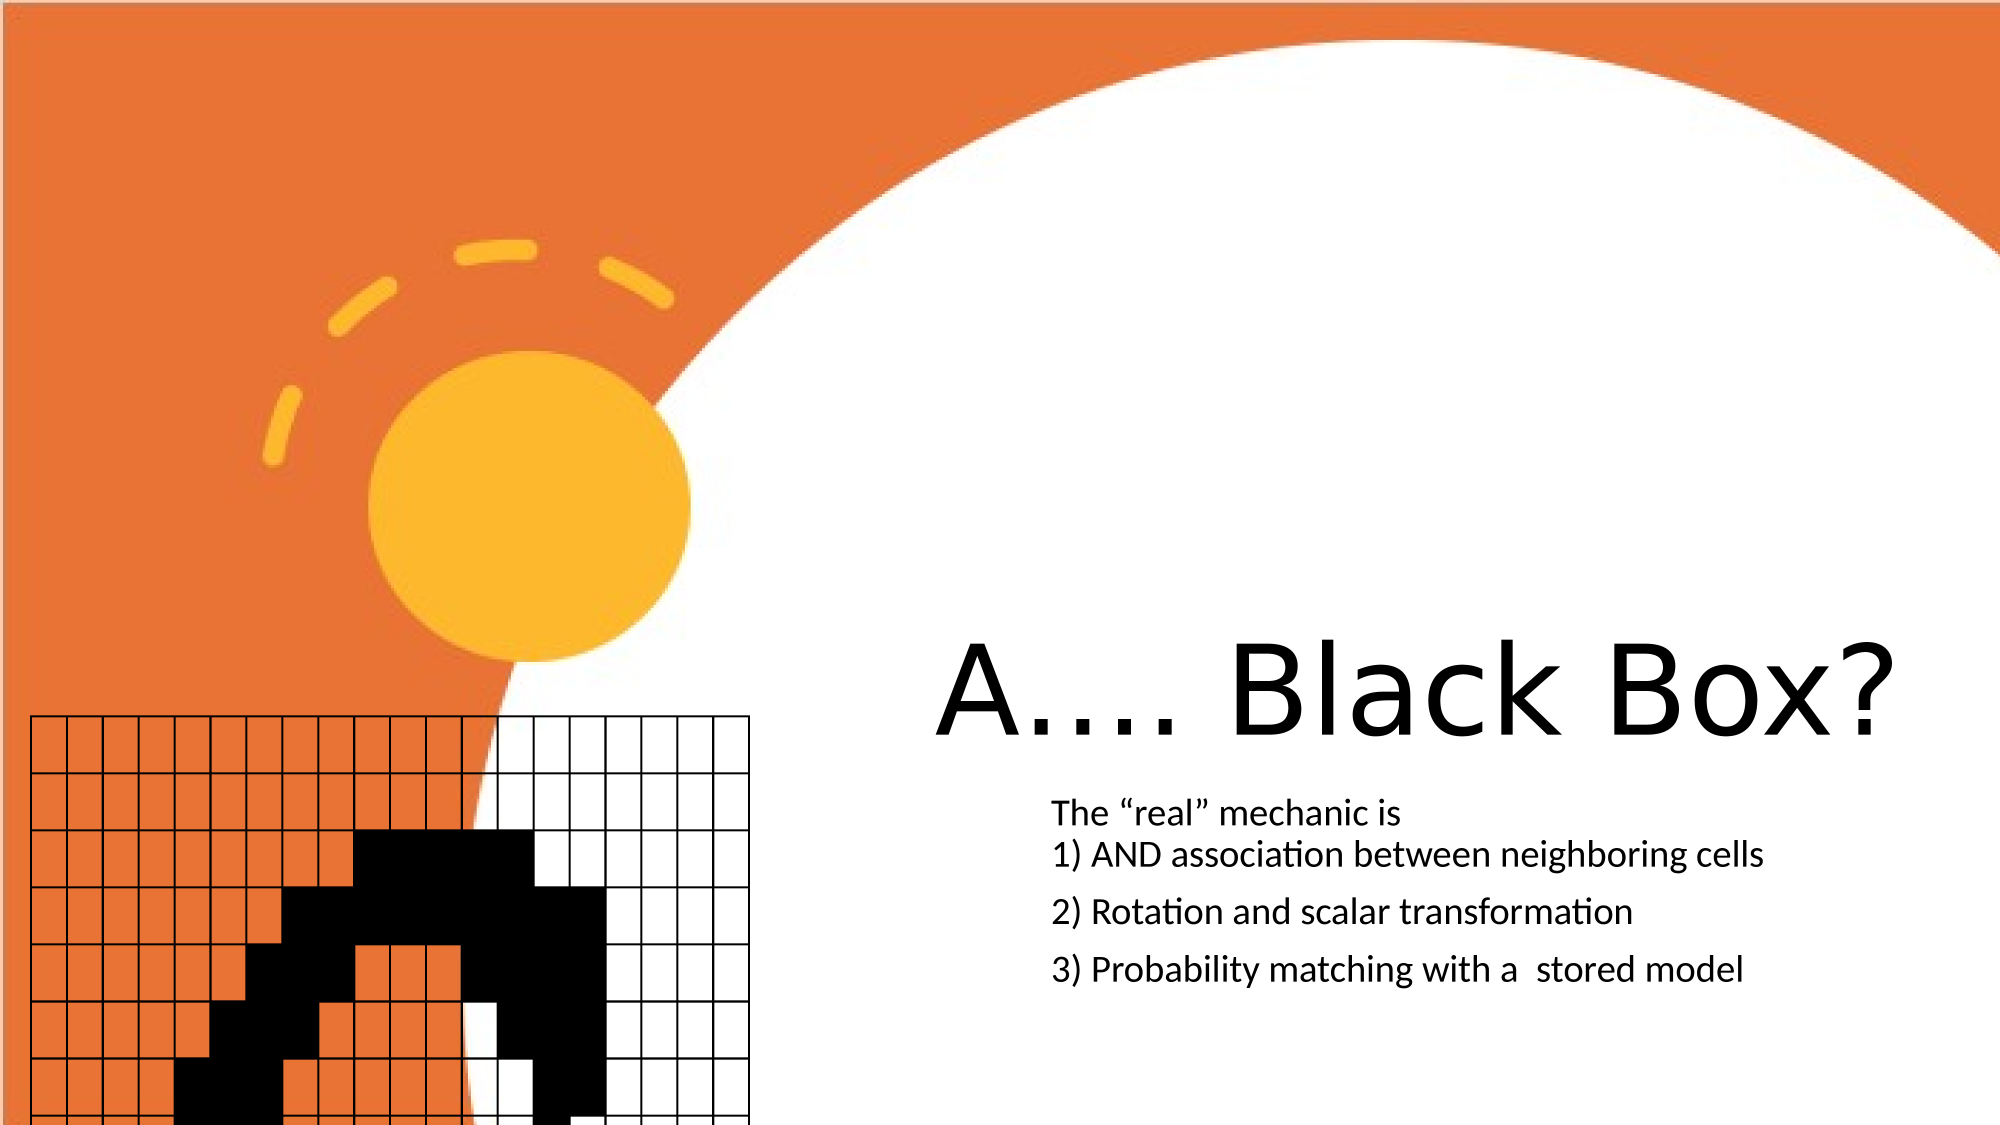 A.... Black Box?
The “real” mechanic is
1) AND association between neighboring cells
2) Rotation and scalar transformation
3) Probability matching with a  stored model